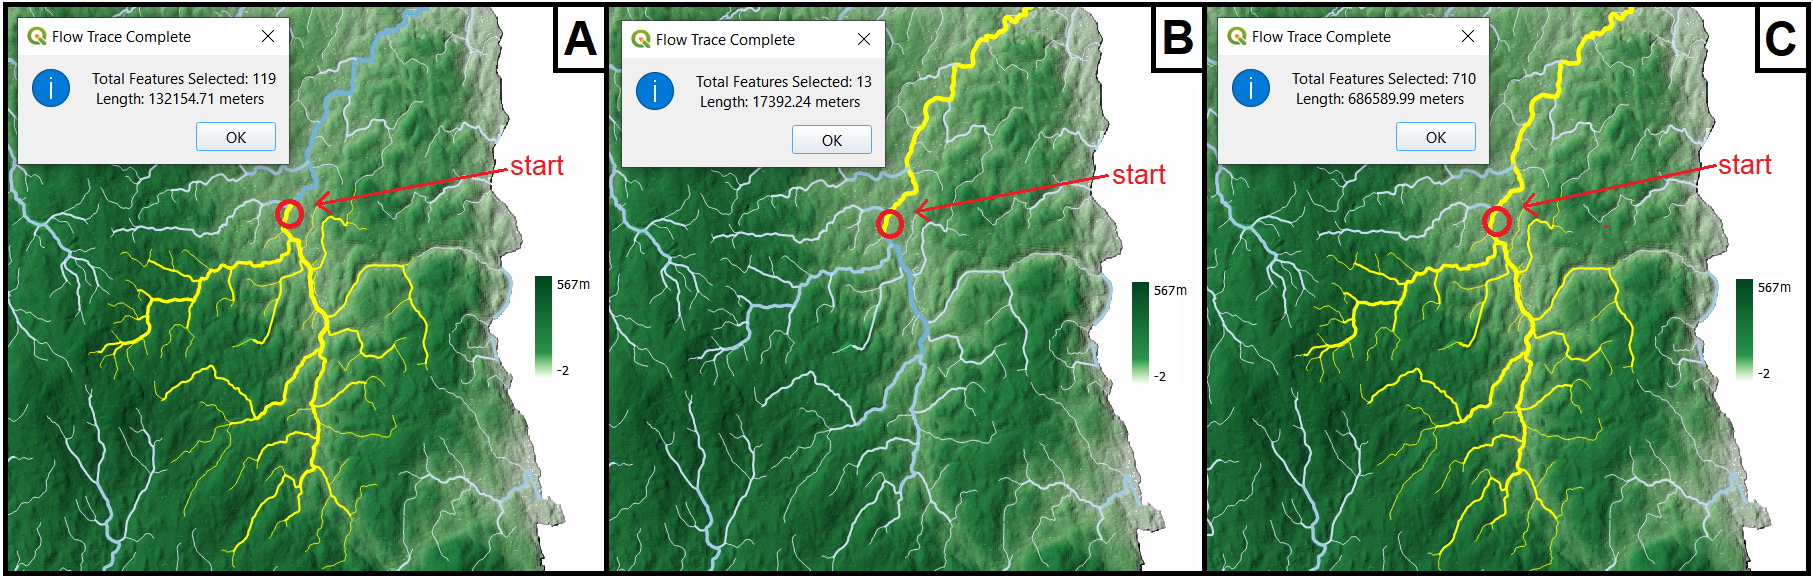 Flow Trace Complete
Total Features Selected: 119
Length: 132154.71 meters
OK
A
start
567m
-2
Flow Trace Complete
Total Features Selected: 13
Length: 17392.24 meters
OK
B
start
567m
-2
Flow Trace Complete
Total Features Selected: 710
Length: 686589.99 meters
OK
C
start
567m
-2